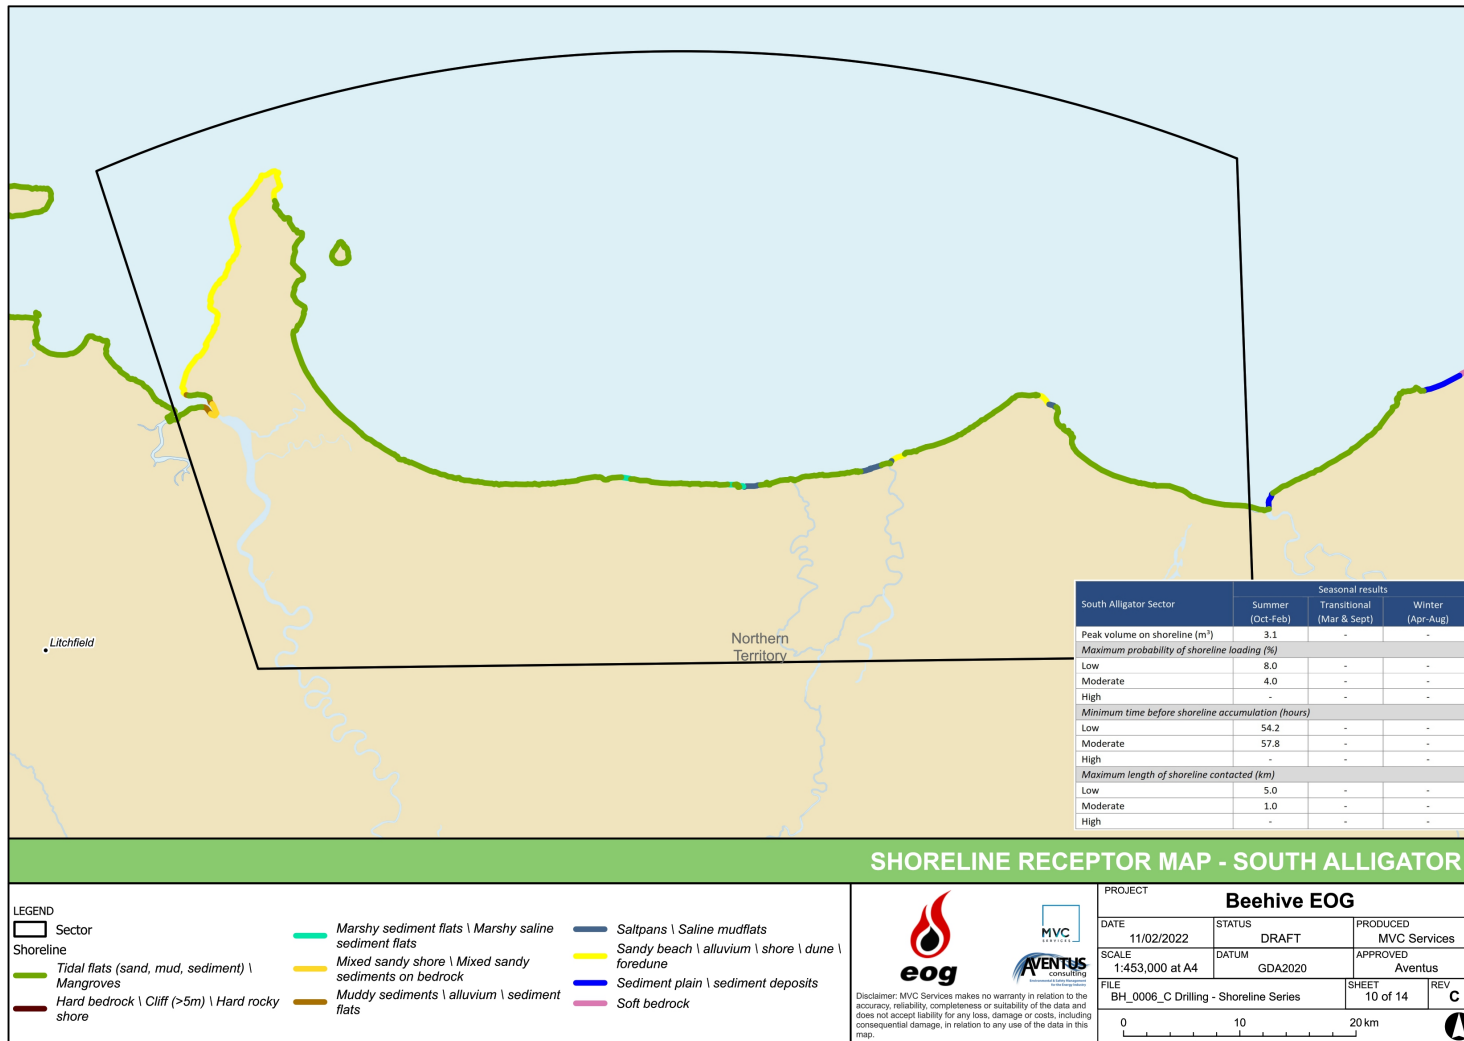 Litchfield
Northern
Territory
South Alligator Sector
Seasonal results
Summer
(Oct-Feb)
Transitional
(Mar & Sept)
Winter
(Apr-Aug)
Peak volume on shoreline (m³) 3.1 - -
Maximum probability of shoreline loading (%)
Low 8.0 - -
Moderate 4.0 - -
High - - -
Minimum time before shoreline accumulation (hours)
Low 54.2 - -
Moderate 57.8 - -
High - - -
Maximum length of shoreline contacted (km)
Low 5.0 - -
Moderate 1.0 - -
High - - -
SHORELINE RECEPTOR MAP - SOUTH ALLIGATOR
LEGEND
Sector
Shoreline
Tidal flats (sand, mud, sediment) \
Mangroves
Hard bedrock \ Cliff (>5m) \ Hard rocky
shore
Marshy sediment flats \ Marshy saline
sediment flats
Mixed sandy shore \ Mixed sandy
sediments on bedrock
Muddy sediments \ alluvium \ sediment
flats
Saltpans \ Saline mudflats
Sandy beach \ alluvium \ shore \ dune \
foredune
Sediment plain \ sediment deposits
Soft bedrock
eog
MVC
SERVICES
AVENTUS
consulting
Environmental & Safety Management
for the Energy Industry
Disclaimer: MVC Services makes no warranty in relation to the
accuracy, reliability, completeness or suitability of the data and
does not accept liability for any loss, damage or costs, including
consequential damage, in relation to any use of the data in this
map.
PROJECT
Beehive EOG
DATE
11/02/2022
STATUS
DRAFT
PRODUCED
MVC Services
SCALE
1:453,000 at A4
DATUM
GDA2020
APPROVED
Aventus
FILE
BH_0006_C Drilling - Shoreline Series
SHEET
10 of 14
REV
C
0 10 20 km